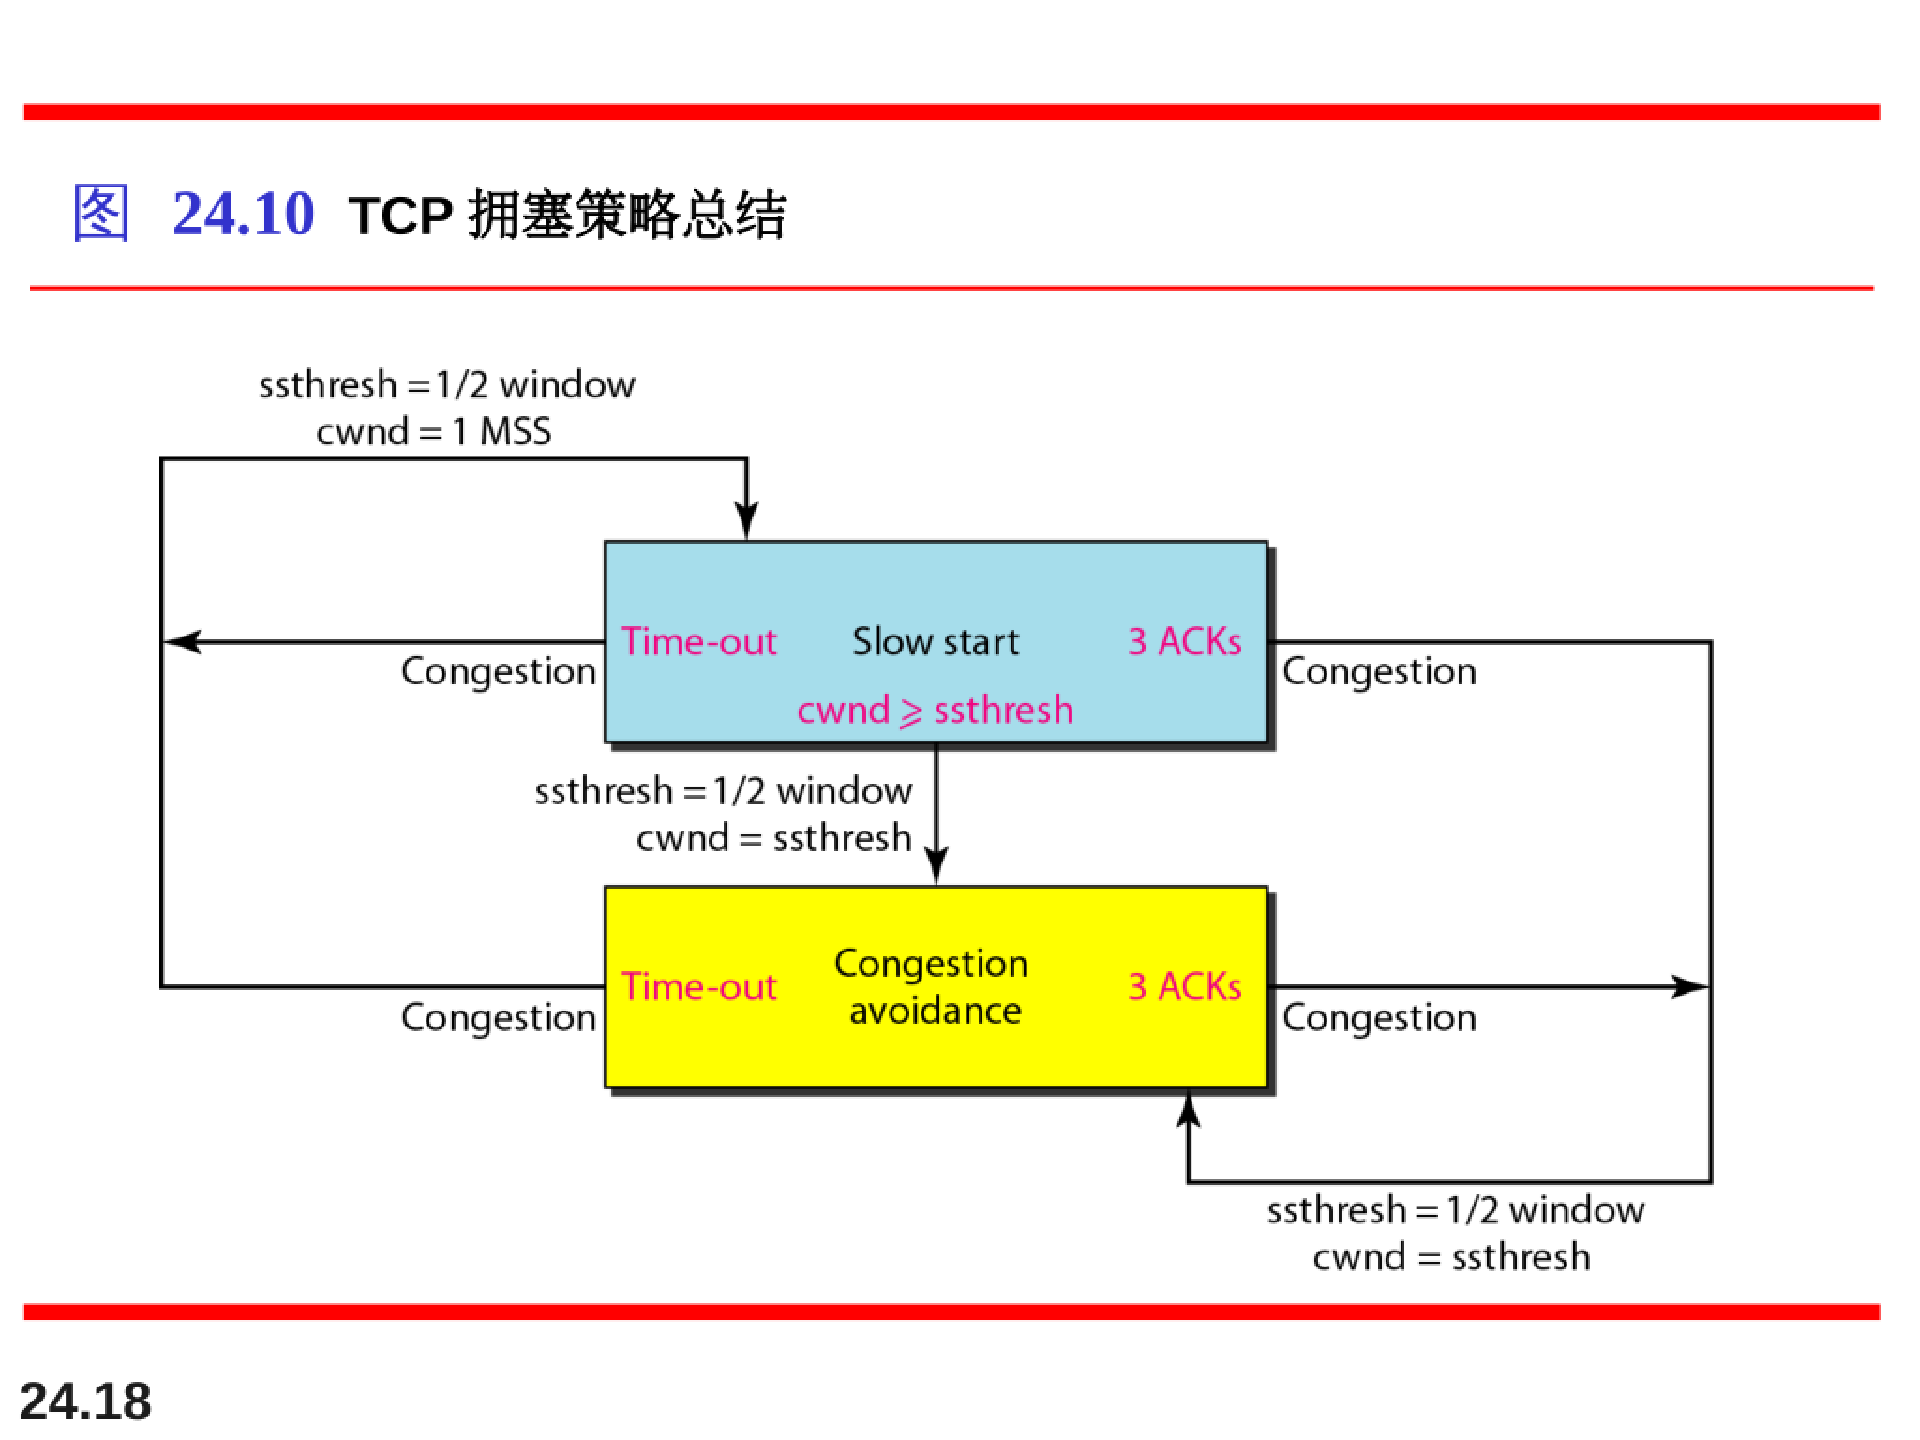 图 24.10 TCP 拥塞策略总结
ssthresh = 1/2 window
cwnd = 1 MSS
Time-out Slow start 3 ACKs
Congestion
Congestion
cwnd ⩾ ssthresh
ssthresh = 1/2 window
cwnd = ssthresh
Congestion
avoidance
Time-out
3 ACKs
Congestion
Congestion
ssthresh = 1/2 window
cwnd = ssthresh
24.18